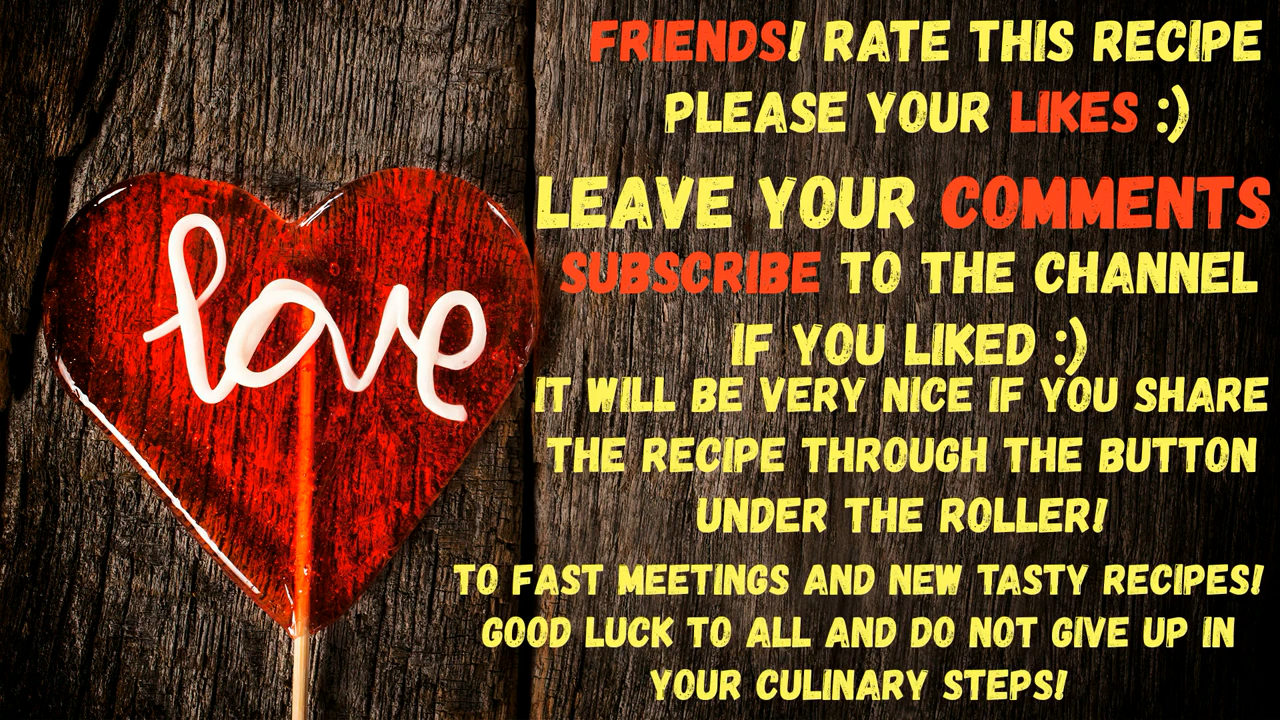 love
FRIENDS! RATE THIS RECIPE
PLEASE YOUR LIKES :)
LEAVE YOUR COMMENTS
SUBSCRIBE TO THE CHANNEL
IF YOU LIKED :)
IT WILL BE VERY NICE IF YOU SHARE
THE RECIPE THROUGH THE BUTTON
UNDER THE ROLLER!
TO FAST MEETINGS AND NEW TASTY RECIPES!
GOOD LUCK TO ALL AND DO NOT GIVE UP IN
YOUR CULINARY STEPS!